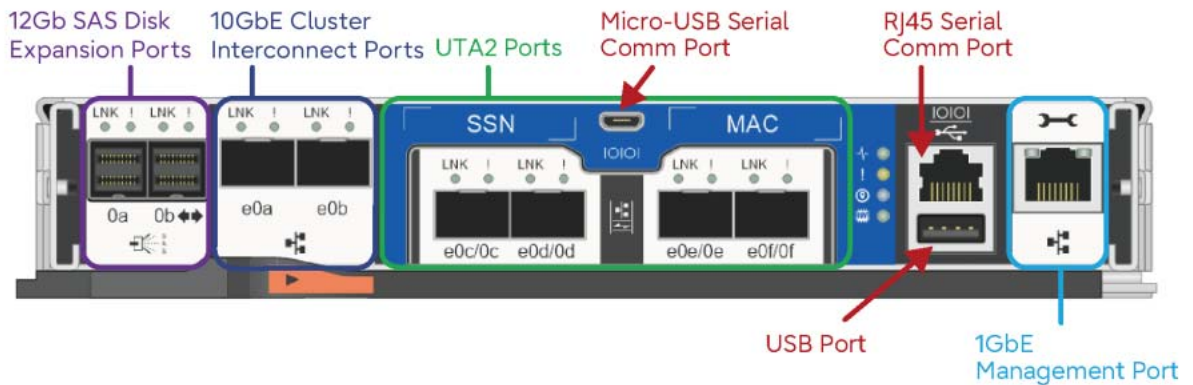 12Gb SAS Disk
Expansion Ports
10GbE Cluster
Interconnect Ports
UTA2 Ports
Micro-USB Serial
Comm Port
RJ45 Serial
Comm Port
LNK ! LNK !
LNK ! LNK !
SSN
MAC
IOIOI
IOIOI
LNK ! LNK !
LNK ! LNK !
!
0a 0b
e0a e0b
e0c/0c e0d/0d
e0e/0e e0f/0f
USB Port
1GbE
Management Port